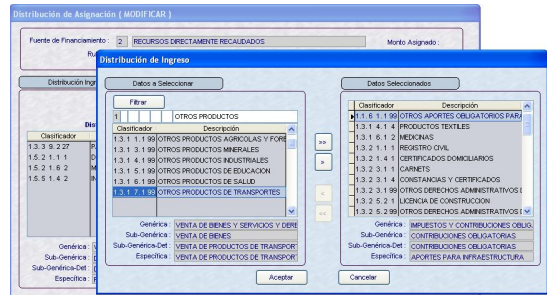 Distribución de Asignación ( MODIFICAR )
Fuente de Financiamiento : 2 RECURSOS DIRECTAMENTE RECAUDADOS Monto Asignado :
Ru
Distribución Ingr
Dis
Clasificador
1.3. 3 9. 2 27
1.5. 2 1. 1 1
1.5. 2 1. 6 2
1.5. 5 1. 4 2
Genérica :
Sub-Genérica :
Sub-Genérica-Det :
Específica :
Distribución de Ingreso
Datos a Seleccionar
Filtrar
1 OTROS PRODUCTOS
Clasificador Descripción
1.3. 1 1. 1 99 OTROS PRODUCTOS AGRICOLAS Y FORE
1.3. 1 3. 1 99 OTROS PRODUCTOS MINERALES
1.3. 1 4. 1 99 OTROS PRODUCTOS INDUSTRIALES
1.3. 1 5. 1 99 OTROS PRODUCTOS DE EDUCACION
1.3. 1 6. 1 99 OTROS PRODUCTOS DE SALUD
1.3. 1 7. 1 99 OTROS PRODUCTOS DE TRANSPORTES
Genérica : VENTA DE BIENES Y SERVICIOS Y DERE
Sub-Genérica : VENTA DE BIENES
Sub-Genérica-Det : VENTA DE PRODUCTOS DE TRANSPOR
Específica : VENTA DE PRODUCTOS DE TRANSPOR
>>
>
<
<<
Datos Seleccionados
Clasificador Descripción
1.1. 6 1. 1 99 OTROS APORTES OBLIGATORIOS PARA
1.3. 1 4. 1 4 PRODUCTOS TEXTILES
1.3. 1 6. 1 2 MEDICINAS
1.3. 2 1. 1 1 REGISTRO CIVIL
1.3. 2 1. 4 1 CERTIFICADOS DOMICILIARIOS
1.3. 2 3. 1 1 CARNETS
1.3. 2 3. 1 4 CONSTANCIAS Y CERTIFICADOS
1.3. 2 3. 1 99 OTROS DERECHOS ADMINISTRATIVOS D
1.3. 2 5. 2 1 LICENCIA DE CONSTRUCCION
1.3. 2 5. 2 99 OTROS DERECHOS ADMINISTRATIVOS D
Genérica : IMPUESTOS Y CONTRIBUCIONES OBLIG.
Sub-Genérica : CONTRIBUCIONES OBLIGATORIAS
Sub-Genérica-Det : CONTRIBUCIONES OBLIGATORIAS
Específica : APORTES PARA INFRAESTRUCTURA
Aceptar Cancelar